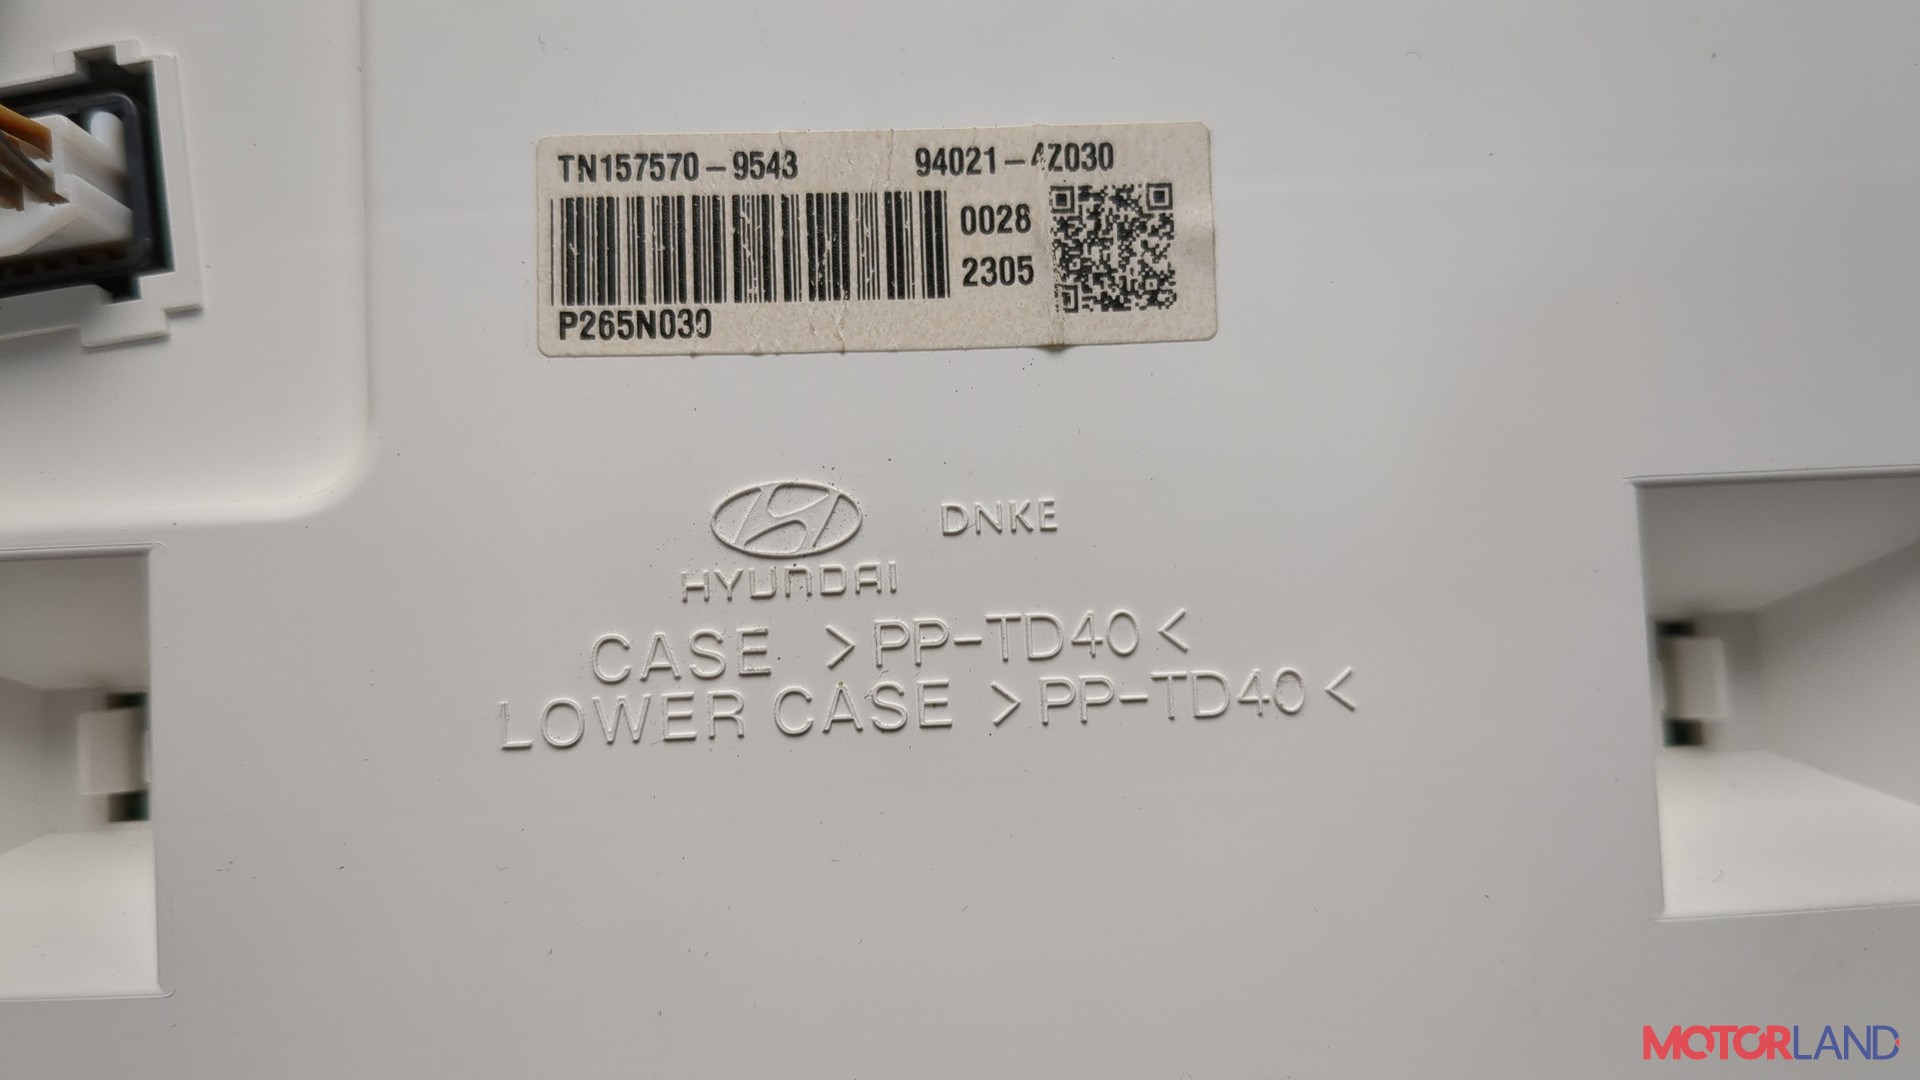 TN157570-9543 94021-4Z030
0028
2305
P265N030
DNKE
HYUNDAI
CASE >PP-TD40<
LOWER CASE >PP-TD40<
MOTORLAND